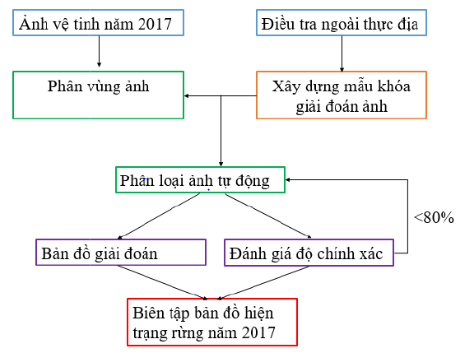 Ảnh vệ tinh năm 2017
Điều tra ngoài thực địa
Phân vùng ảnh
Xây dựng mẫu khóa
giải đoán ảnh
Phân loại ảnh tự động
<80%
Bản đồ giải đoán
Đánh giá độ chính xác
Biên tập bản đồ hiện
trạng rừng năm 2017